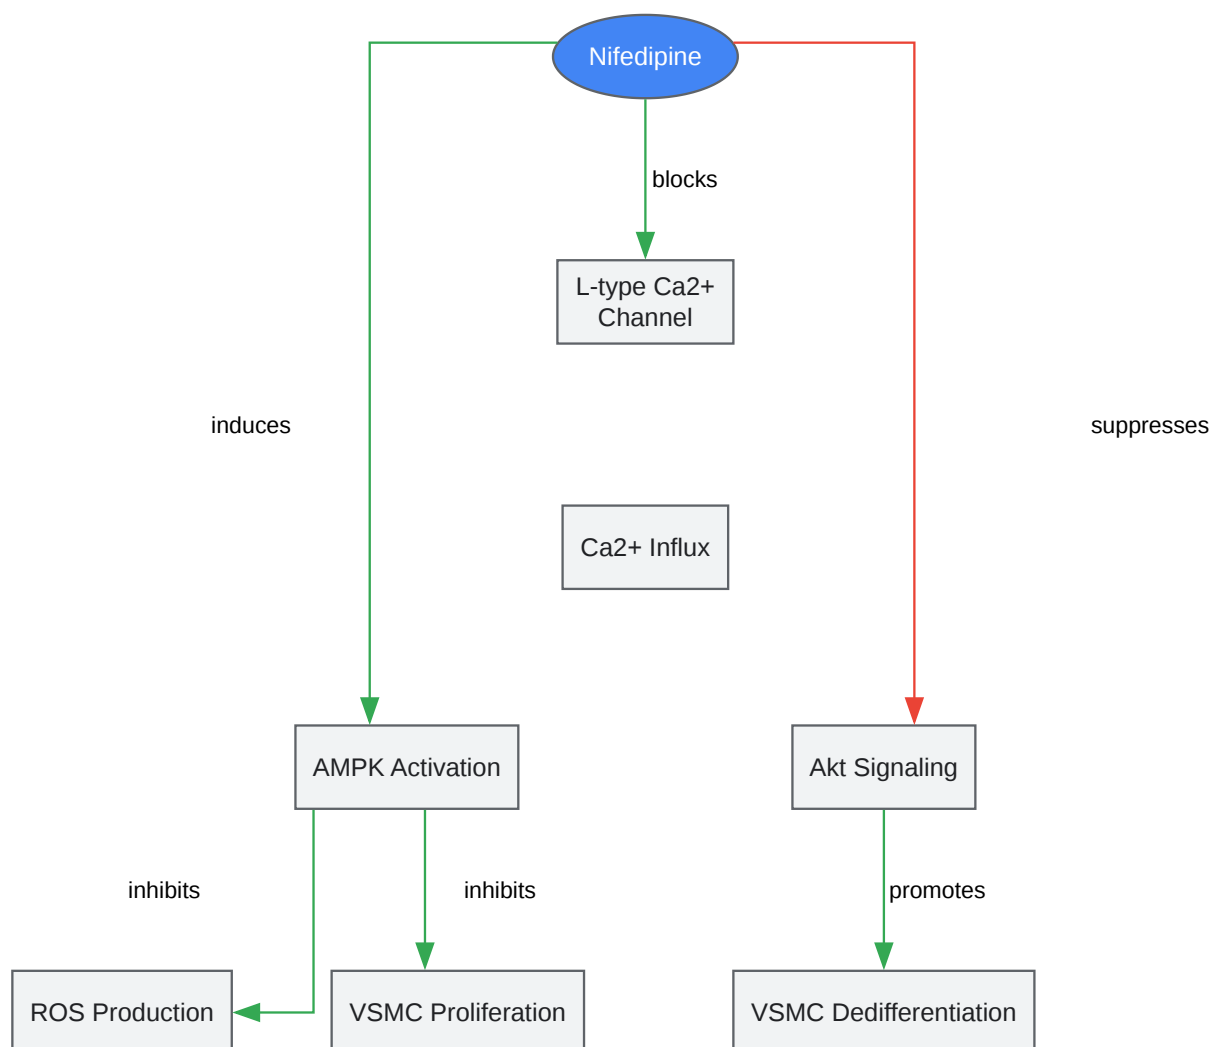 Nifedipine
blocks
L-type Ca2+
Channel
induces
suppresses
Ca2+ Influx
AMPK Activation
Akt Signaling
inhibits
inhibits
promotes
ROS Production
VSMC Proliferation
VSMC Dedifferentiation